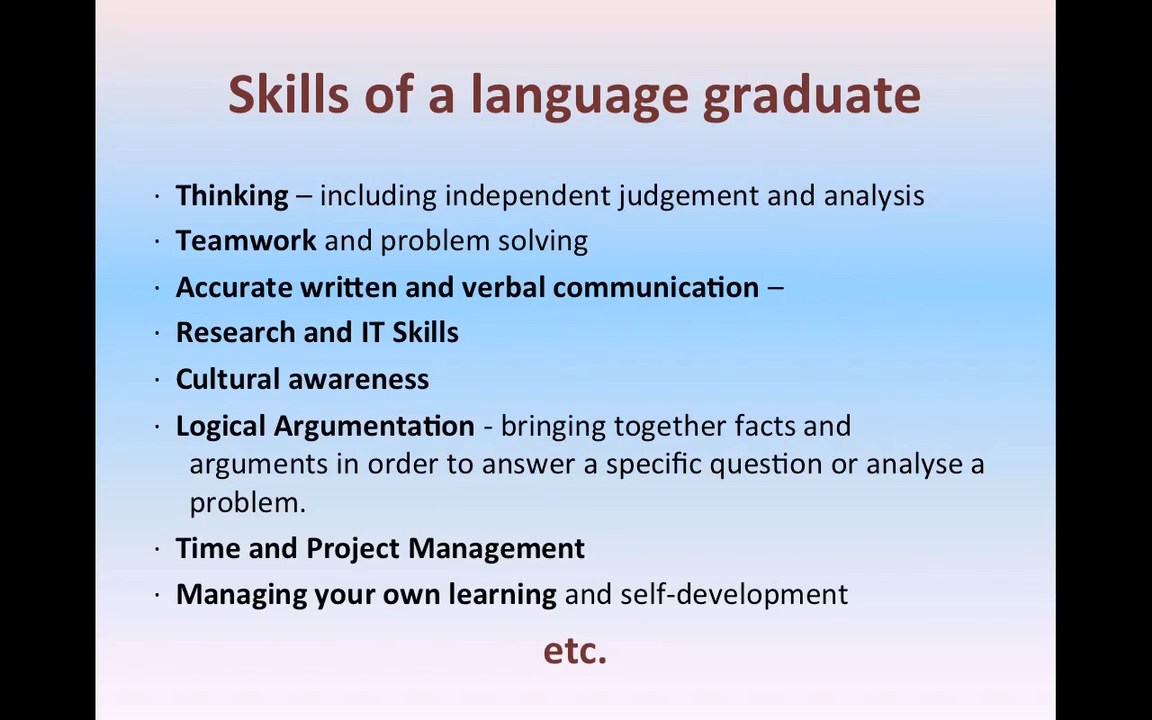 Skills of a language graduate
· Thinking – including independent judgement and analysis
· Teamwork and problem solving
· Accurate written and verbal communication –
· Research and IT Skills
· Cultural awareness
· Logical Argumentation - bringing together facts and
arguments in order to answer a specific question or analyse a
problem.
· Time and Project Management
· Managing your own learning and self-development
etc.